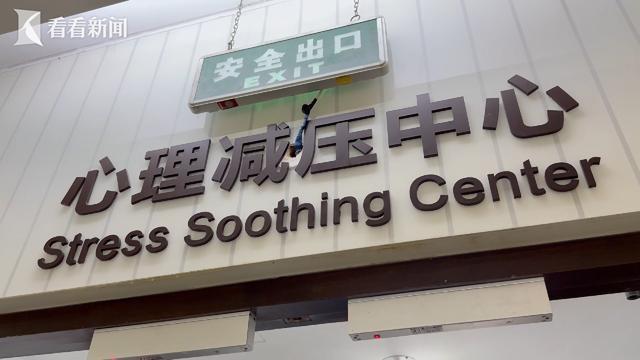 看看新闻
安全出口
EXIT
心理减压中心
Stress Soothing Center